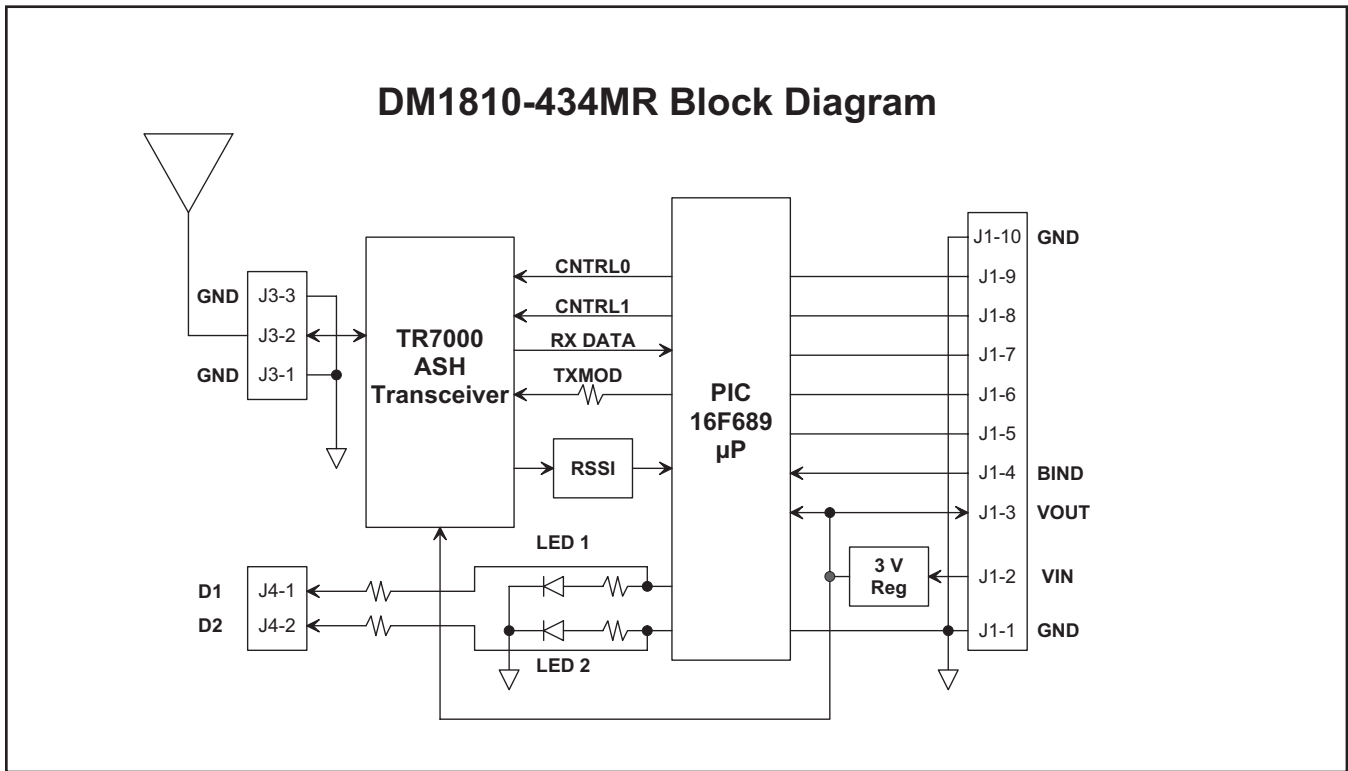 DM1810-434MR Block Diagram
GND
J3-3
J3-2
GND
J3-1
TR7000
ASH
Transceiver
CNTRL0
CNTRL1
RX DATA
TXMOD
RSSI
PIC
16F689
µP
J1-10 GND
J1-9
J1-8
J1-7
J1-6
J1-5
J1-4 BIND
J1-3 VOUT
3 V
Reg
J1-2 VIN
J1-1 GND
LED 1
D1 J4-1
D2 J4-2
LED 2